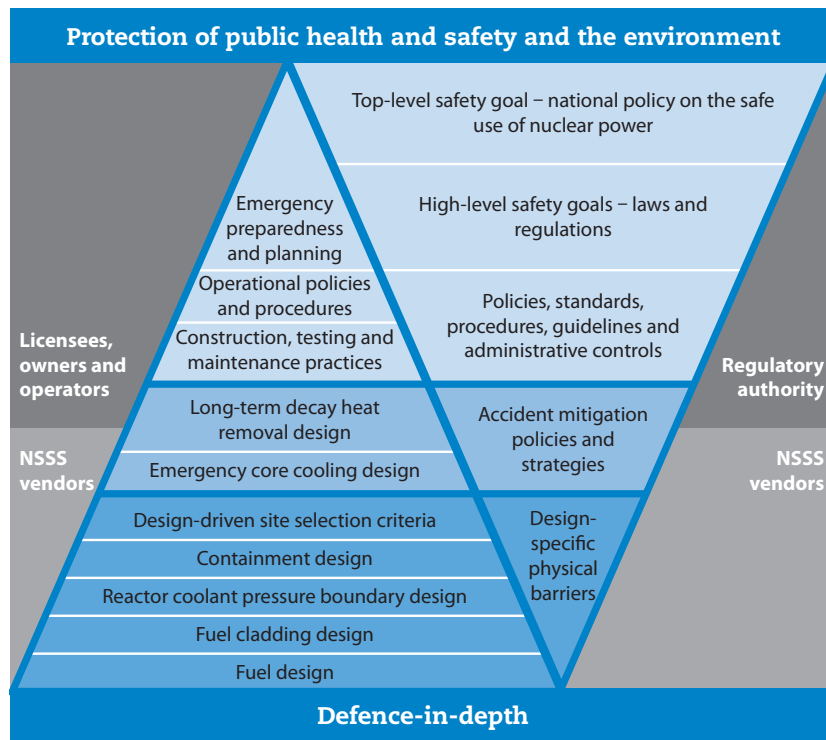 Protection of public health and safety and the environment
Top-level safety goal – national policy on the safe
use of nuclear power
High-level safety goals – laws and
regulations
Policies, standards,
procedures, guidelines and
administrative controls
Accident mitigation
policies and
strategies
Design-
specific
physical
barriers
Emergency
preparedness
and planning
Operational policies
and procedures
Construction, testing and
maintenance practices
Long-term decay heat
removal design
Emergency core cooling design
Design-driven site selection criteria
Containment design
Reactor coolant pressure boundary design
Fuel cladding design
Fuel design
Licensees,
owners and
operators
NSSS
vendors
Regulatory
authority
NSSS
vendors
Defence-in-depth